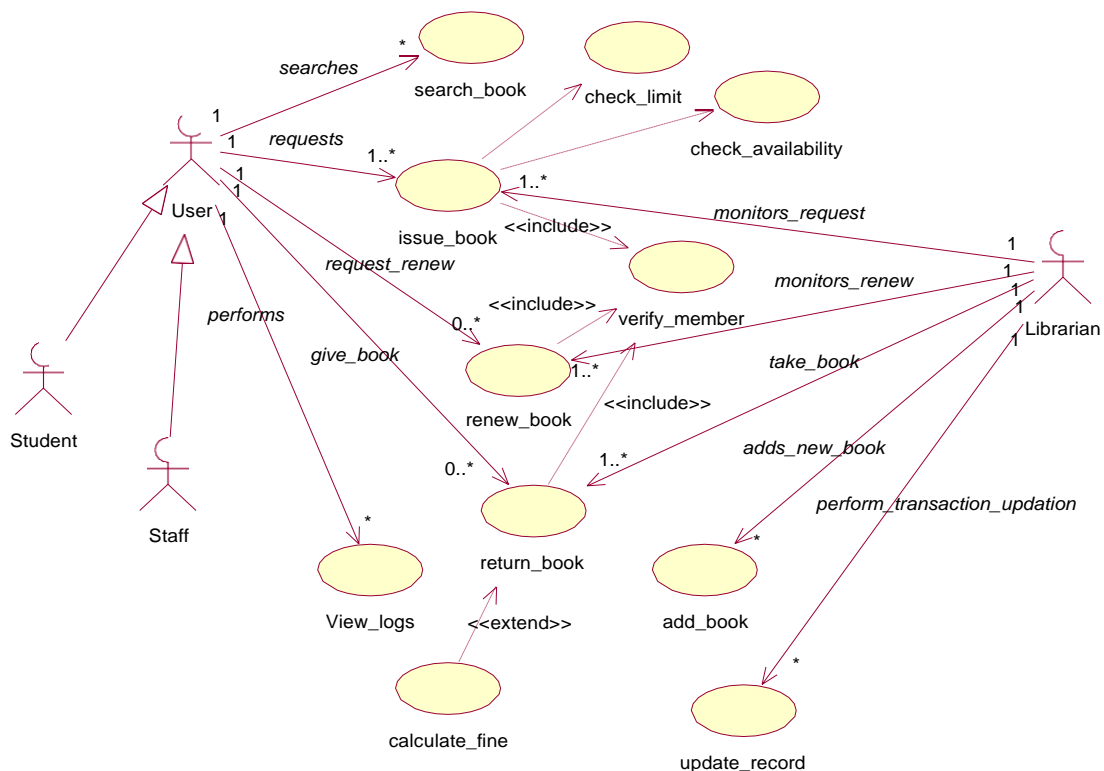 *
searches
search_book
check_limit
1
requests
1
1..*
check_availability
1
1..*
1
User
1
issue_book
<<include>>
monitors_request
1
request_renew
monitors_renew
1
1
1
Librarian
1
performs
<<include>>
verify_member
0..*
give_book
1..*
take_book
renew_book
<<include>>
Student
adds_new_book
0..*
1..*
perform_transaction_updation
Staff
*
*
return_book
View_logs
<<extend>>
add_book
*
calculate_fine
update_record